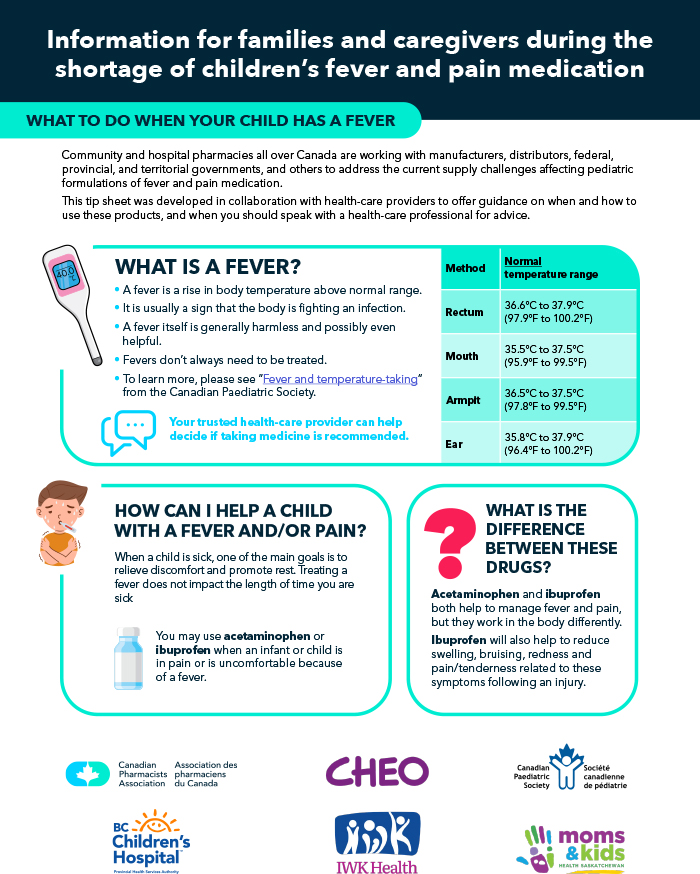 Information for families and caregivers during the
shortage of children's fever and pain medication
WHAT TO DO WHEN YOUR CHILD HAS A FEVER
Community and hospital pharmacies all over Canada are working with manufacturers, distributors, federal,
provincial, and territorial governments, and others to address the current supply challenges affecting pediatric
formulations of fever and pain medication.
This tip sheet was developed in collaboration with health-care providers to offer guidance on when and how to
use these products, and when you should speak with a health-care professional for advice.
40.0
°C
WHAT IS A FEVER?
• A fever is a rise in body temperature above normal range.
• It is usually a sign that the body is fighting an infection.
• A fever itself is generally harmless and possibly even
helpful.
• Fevers don't always need to be treated.
• To learn more, please see "Fever and temperature-taking"
from the Canadian Paediatric Society.
Your trusted health-care provider can help
decide if taking medicine is recommended.
Method
Normal
temperature range
Rectum
36.6°C to 37.9°C
(97.9°F to 100.2°F)
Mouth
35.5°C to 37.5°C
(95.9°F to 99.5°F)
Armpit
36.5°C to 37.5°C
(97.8°F to 99.5°F)
Ear
35.8°C to 37.9°C
(96.4°F to 100.2°F)
HOW CAN I HELP A CHILD
WITH A FEVER AND/OR PAIN?
When a child is sick, one of the main goals is to
relieve discomfort and promote rest. Treating a
fever does not impact the length of time you are
sick
You may use acetaminophen or
ibuprofen when an infant or child is
in pain or is uncomfortable because
of a fever.
?
WHAT IS THE
DIFFERENCE
BETWEEN THESE
DRUGS?
Acetaminophen and ibuprofen
both help to manage fever and pain,
but they work in the body differently.
Ibuprofen will also help to reduce
swelling, bruising, redness and
pain/tenderness related to these
symptoms following an injury.
Canadian
Pharmacists
Association
Association des
pharmaciens
du Canada
CHEO
Canadian
Paediatric
Society
Société
canadienne
de pédiatrie
BC
Children's
Hospital
Provincial Health Services Authority
IWK Health
moms
&kids
HEALTH SASKATCHEWAN